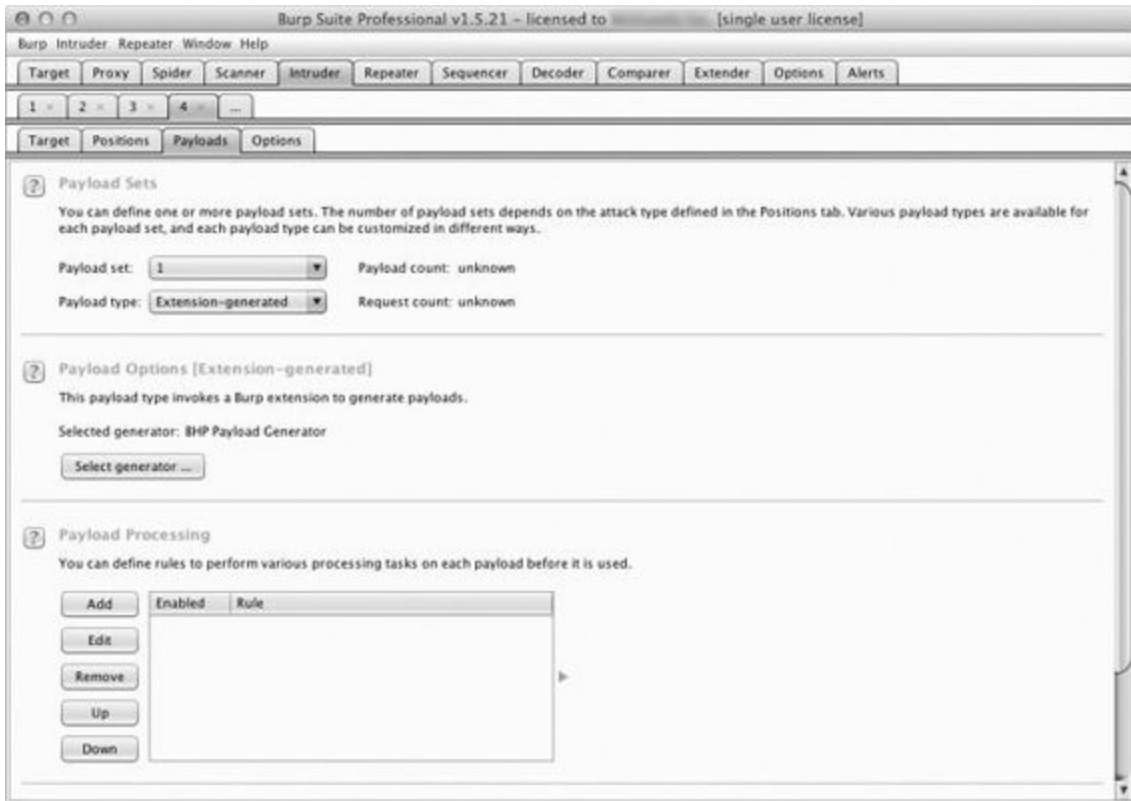 Burp Suite Professional v1.5.21 – licensed to [single user license]
Burp Intruder Repeater Window Help
Target Proxy Spider Scanner Intruder Repeater Sequencer Decoder Comparer Extender Options Alerts
1 × 2 × 3 × 4 × ...
Target Positions Payloads Options
? Payload Sets
You can define one or more payload sets. The number of payload sets depends on the attack type defined in the Positions tab. Various payload types are available for
each payload set, and each payload type can be customized in different ways.
Payload set: 1 Payload count: unknown
Payload type: Extension-generated Request count: unknown
? Payload Options [Extension-generated]
This payload type invokes a Burp extension to generate payloads.
Selected generator: BHP Payload Generator
Select generator ...
? Payload Processing
You can define rules to perform various processing tasks on each payload before it is used.
Add Enabled Rule
Edit
Remove
Up
Down